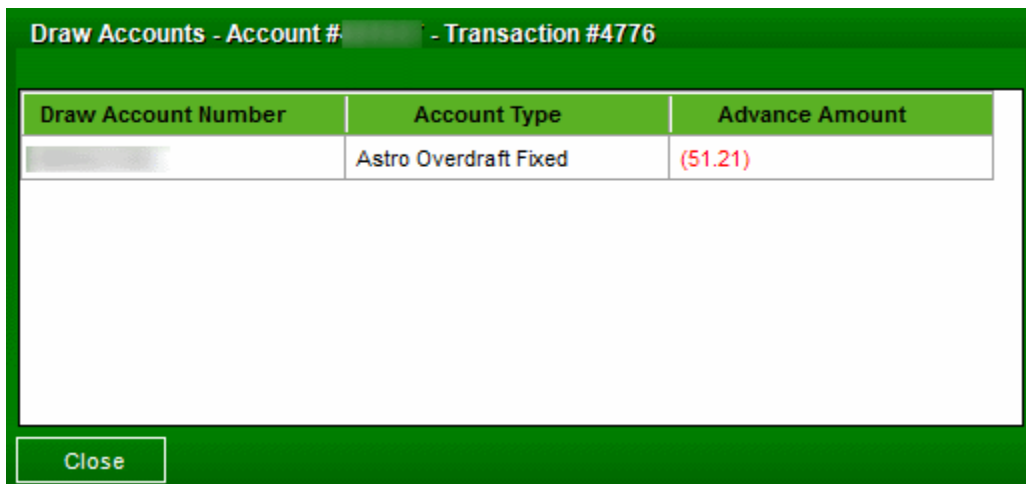 Draw Accounts - Account # - Transaction #4776
Draw Account Number Account Type Advance Amount
Astro Overdraft Fixed (51.21)
Close